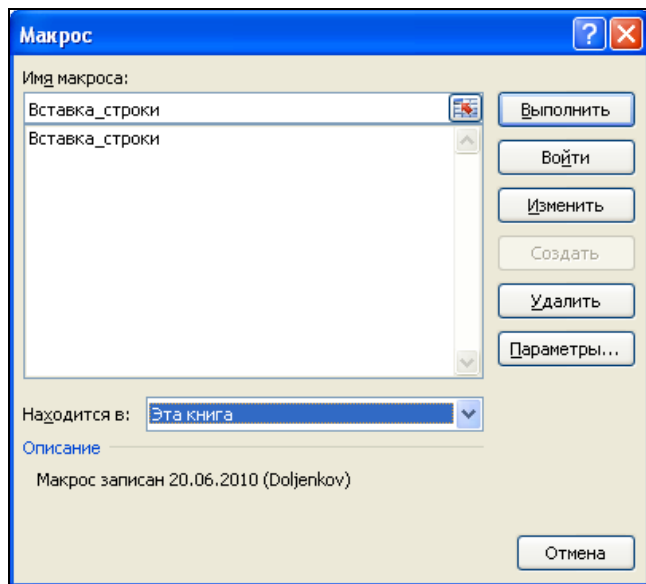 Макрос
Имя макроса:
Вставка_строки
Вставка_строки
Выполнить
Войти
Изменить
Создать
Удалить
Параметры...
Находится в: Эта книга
Описание
Макрос записан 20.06.2010 (Doljenkov)
Отмена